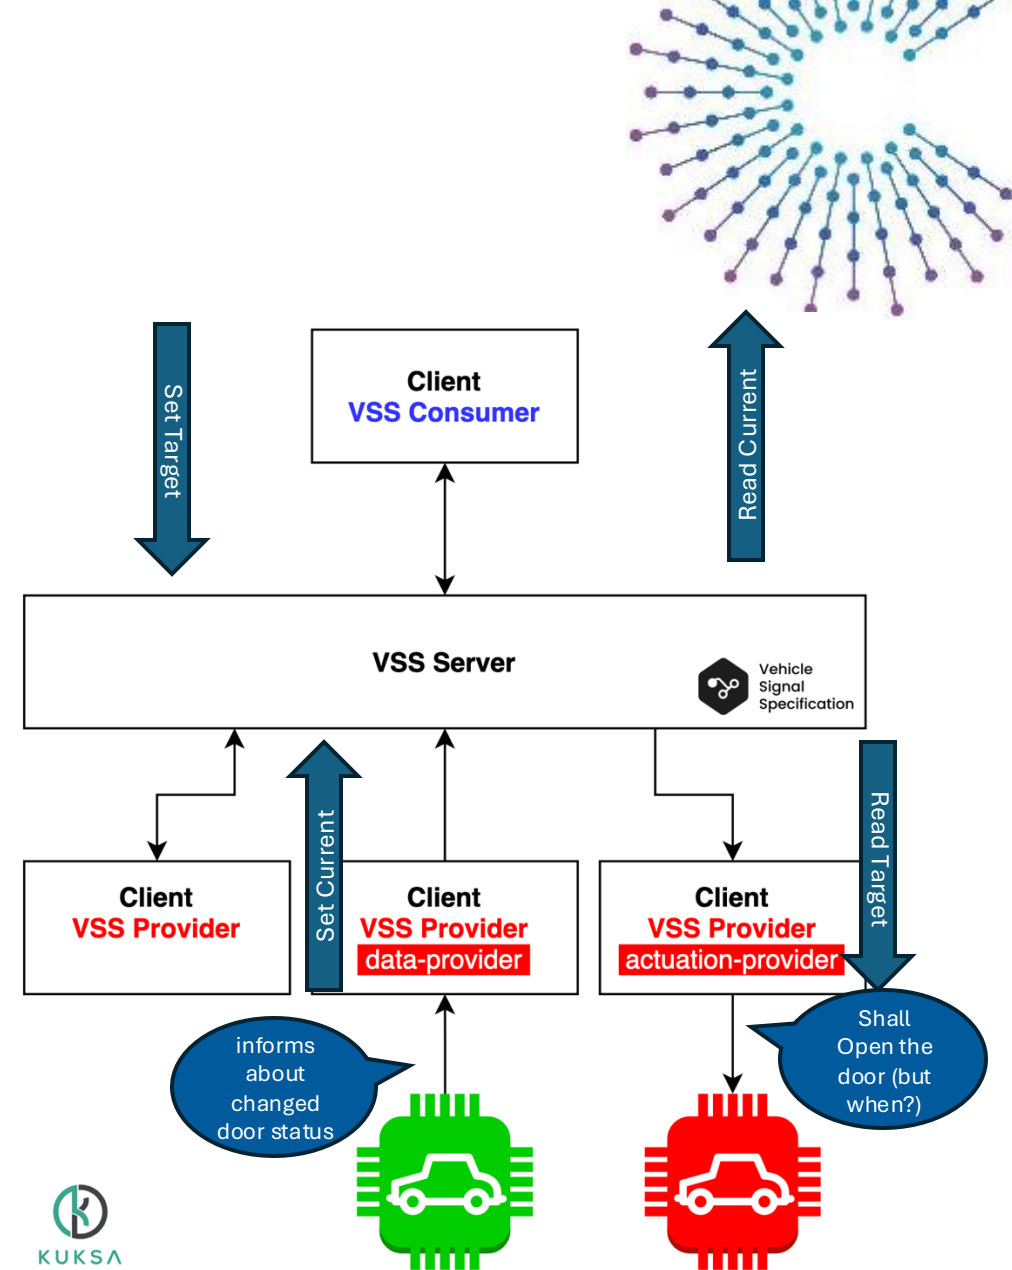 Set Target
Client
VSS Consumer
Read Current
VSS Server
Vehicle
Signal
Specification
Client
VSS Provider
Set Current
Client
VSS Provider
data-provider
Client
VSS Provider
actuation-provider
Read Target
informs
about
changed
door status
Shall
Open the
door (but
when?)
KUKSA